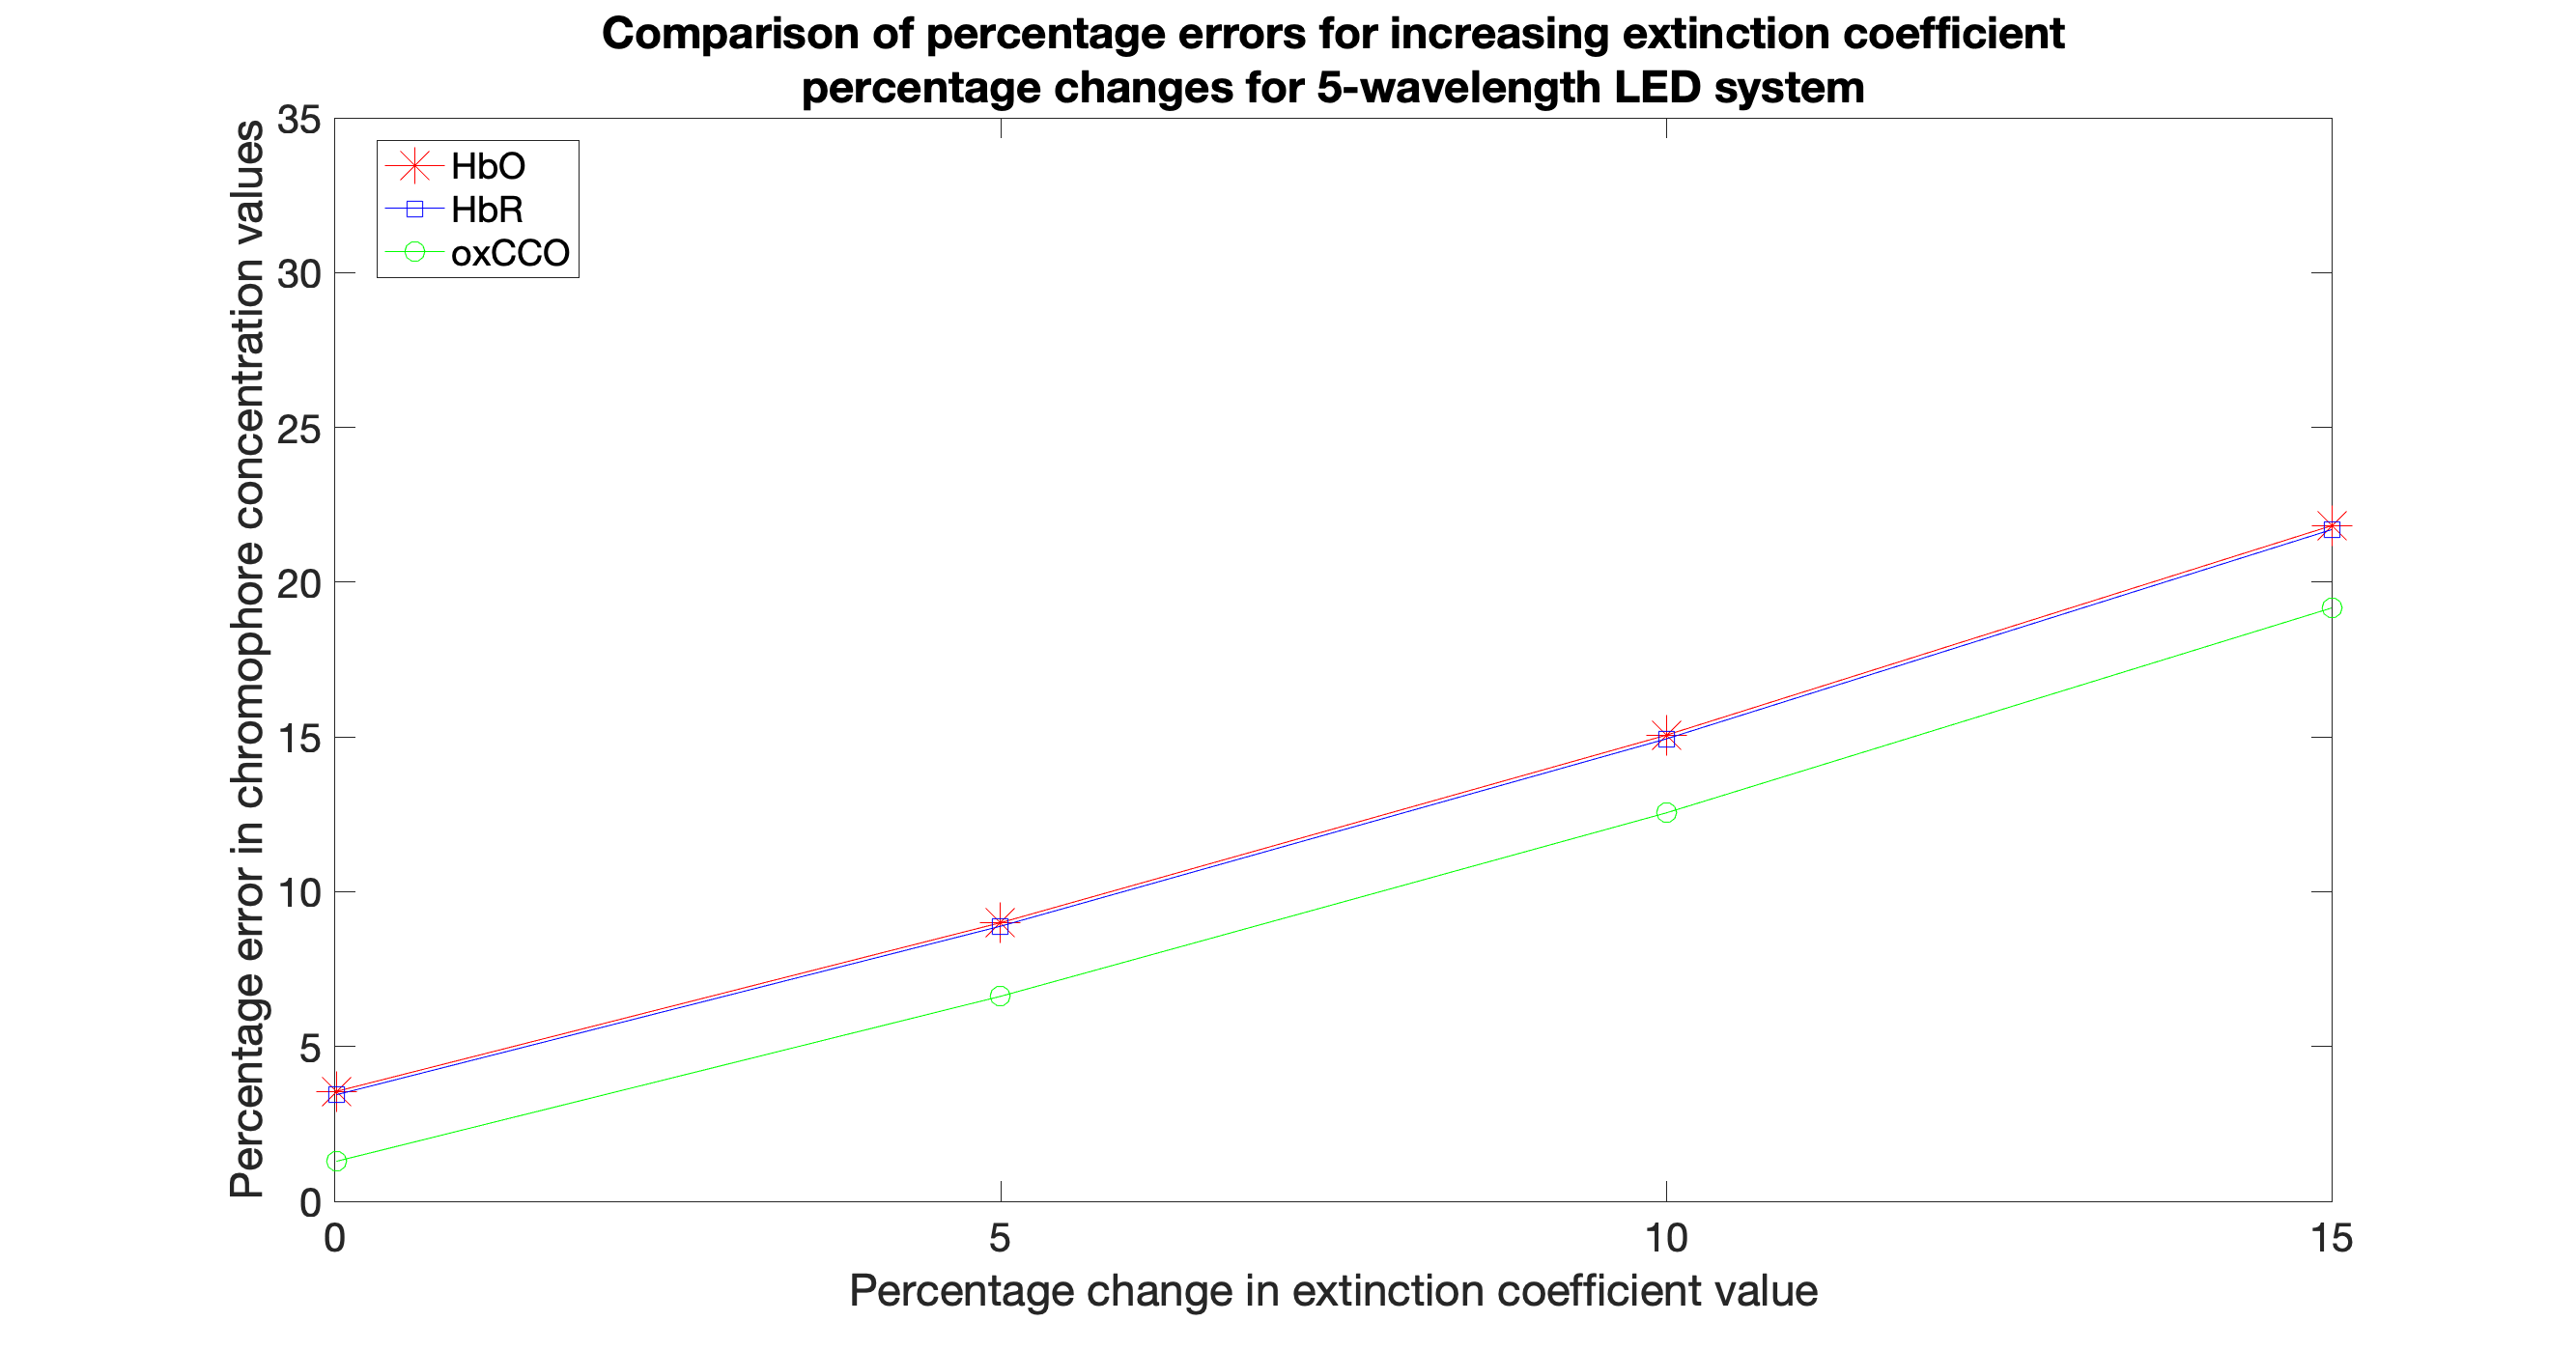 Comparison of percentage errors for increasing extinction coefficient
percentage changes for 5-wavelength LED system
Percentage error in chromophore concentration values
35
30
25
20
15
10
5
0
HbO
HbR
oxCCO
0 5 10 15
Percentage change in extinction coefficient value